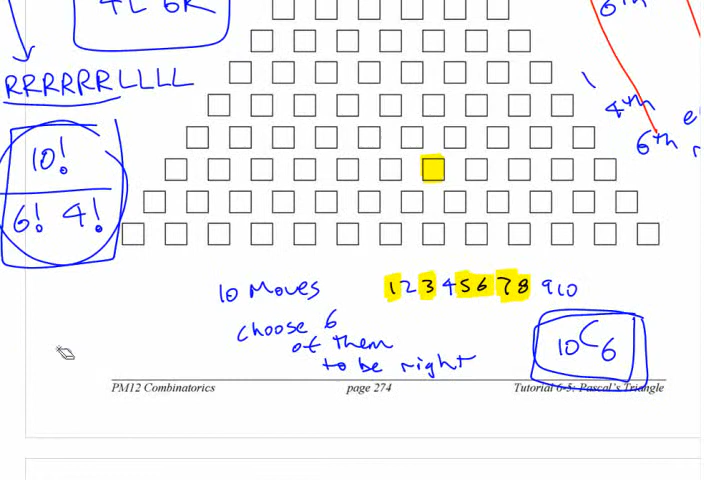 4L 6R
6th
RRRRRRLLLL
4th
6th
10!
6! 4!
10 Moves 1 2 3 4 5 6 7 8 9 10
choose 6
of them
to be right
10C6
PM12 Combinatorics page 274 Tutorial 6-5: Pascal's Triangle